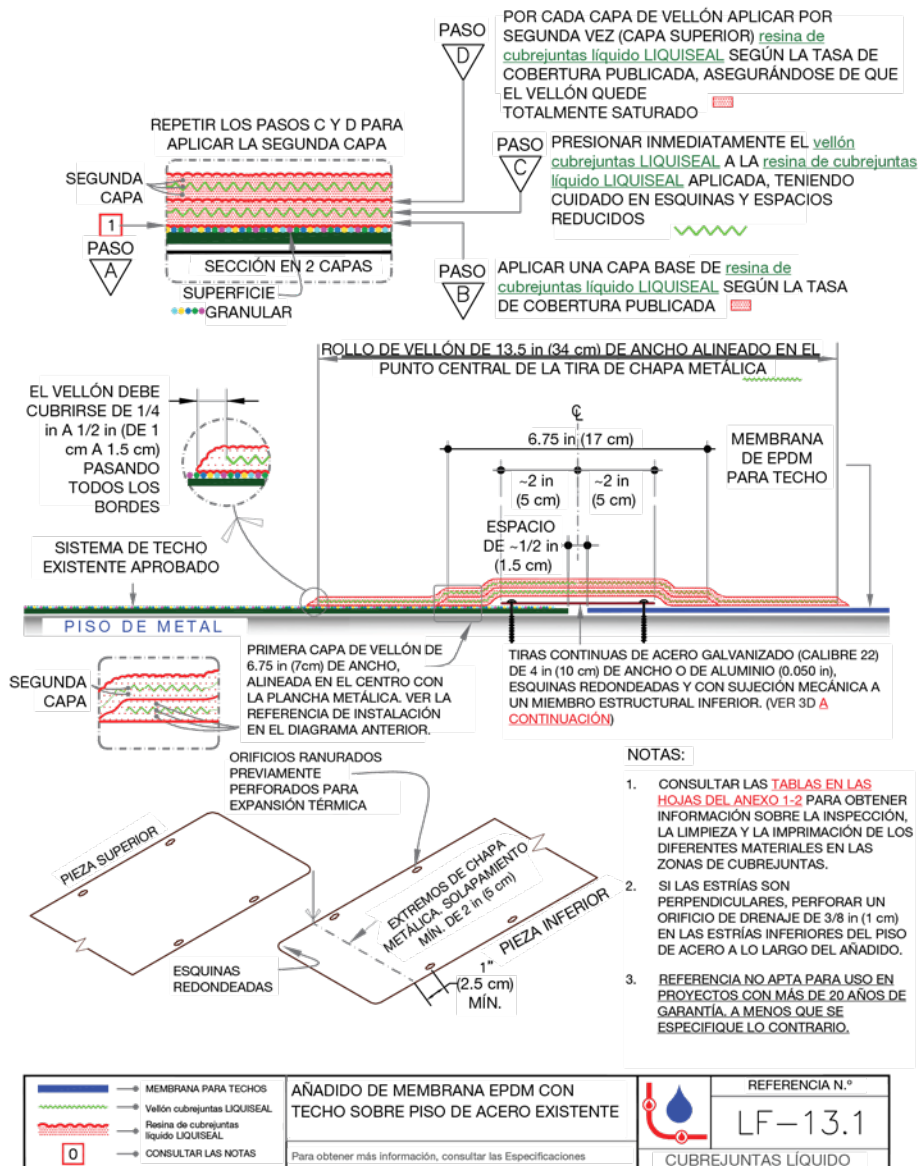 PASO
D
POR CADA CAPA DE VELLÓN APLICAR POR
SEGUNDA VEZ (CAPA SUPERIOR) resina de
cubrejuntas líquido LIQUISEAL SEGÚN LA TASA DE
COBERTURA PUBLICADA, ASEGURÁNDOSE DE QUE
EL VELLÓN QUEDE
TOTALMENTE SATURADO
REPETIR LOS PASOS C Y D PARA
APLICAR LA SEGUNDA CAPA
PASO
C
PRESIONAR INMEDIATAMENTE EL vellón
cubrejuntas LIQUISEAL A LA resina de cubrejuntas
líquido LIQUISEAL APLICADA, TENIENDO
CUIDADO EN ESQUINAS Y ESPACIOS
REDUCIDOS
SEGUNDA
CAPA
1
PASO
A
SECCIÓN EN 2 CAPAS
SUPERFICIE
GRANULAR
PASO
B
APLICAR UNA CAPA BASE DE resina de
cubrejuntas líquido LIQUISEAL SEGÚN LA TASA
DE COBERTURA PUBLICADA
ROLLO DE VELLÓN DE 13.5 in (34 cm) DE ANCHO ALINEADO EN EL
PUNTO CENTRAL DE LA TIRA DE CHAPA METÁLICA
EL VELLÓN DEBE
CUBRIRSE DE 1/4
in A 1/2 in (DE 1
cm A 1.5 cm)
PASANDO
TODOS LOS
BORDES
℄
6.75 in (17 cm)
~2 in
(5 cm)
~2 in
(5 cm)
ESPACIO
DE ~1/2 in
(1.5 cm)
MEMBRANA
DE EPDM
PARA TECHO
SISTEMA DE TECHO
EXISTENTE APROBADO
PISO DE METAL
SEGUNDA
CAPA
PRIMERA CAPA DE VELLÓN DE
6.75 in (7cm) DE ANCHO,
ALINEADA EN EL CENTRO CON
LA PLANCHA METÁLICA. VER LA
REFERENCIA DE INSTALACIÓN
EN EL DIAGRAMA ANTERIOR.
TIRAS CONTINUAS DE ACERO GALVANIZADO (CALIBRE 22)
DE 4 in (10 cm) DE ANCHO O DE ALUMINIO (0.050 in),
ESQUINAS REDONDEADAS Y CON SUJECIÓN MECÁNICA A
UN MIEMBRO ESTRUCTURAL INFERIOR. (VER 3D A
CONTINUACIÓN)
ORIFICIOS RANURADOS
PREVIAMENTE
PERFORADOS PARA
EXPANSIÓN TÉRMICA
PIEZA SUPERIOR
EXTREMOS DE CHAPA
METÁLICA. SOLAPAMIENTO
MÍN. DE 2 in (5 cm)
PIEZA INFERIOR
ESQUINAS
REDONDEADAS
1"
(2.5 cm)
MÍN.
NOTAS:
1. CONSULTAR LAS TABLAS EN LAS
HOJAS DEL ANEXO 1-2 PARA OBTENER
INFORMACIÓN SOBRE LA INSPECCIÓN,
LA LIMPIEZA Y LA IMPRIMACIÓN DE LOS
DIFERENTES MATERIALES EN LAS
ZONAS DE CUBREJUNTAS.
2. SI LAS ESTRÍAS SON
PERPENDICULARES, PERFORAR UN
ORIFICIO DE DRENAJE DE 3/8 in (1 cm)
EN LAS ESTRÍAS INFERIORES DEL PISO
DE ACERO A LO LARGO DEL AÑADIDO.
3. REFERENCIA NO APTA PARA USO EN
PROYECTOS CON MÁS DE 20 AÑOS DE
GARANTÍA. A MENOS QUE SE
ESPECIFIQUE LO CONTRARIO.
MEMBRANA PARA TECHOS
Vellón cubrejuntas LIQUISEAL
Resina de cubrejuntas
líquido LIQUISEAL
0 CONSULTAR LAS NOTAS
AÑADIDO DE MEMBRANA EPDM CON
TECHO SOBRE PISO DE ACERO EXISTENTE
Para obtener más información, consultar las Especificaciones
REFERENCIA N.º
LF-13.1
CUBREJUNTAS LÍQUIDO